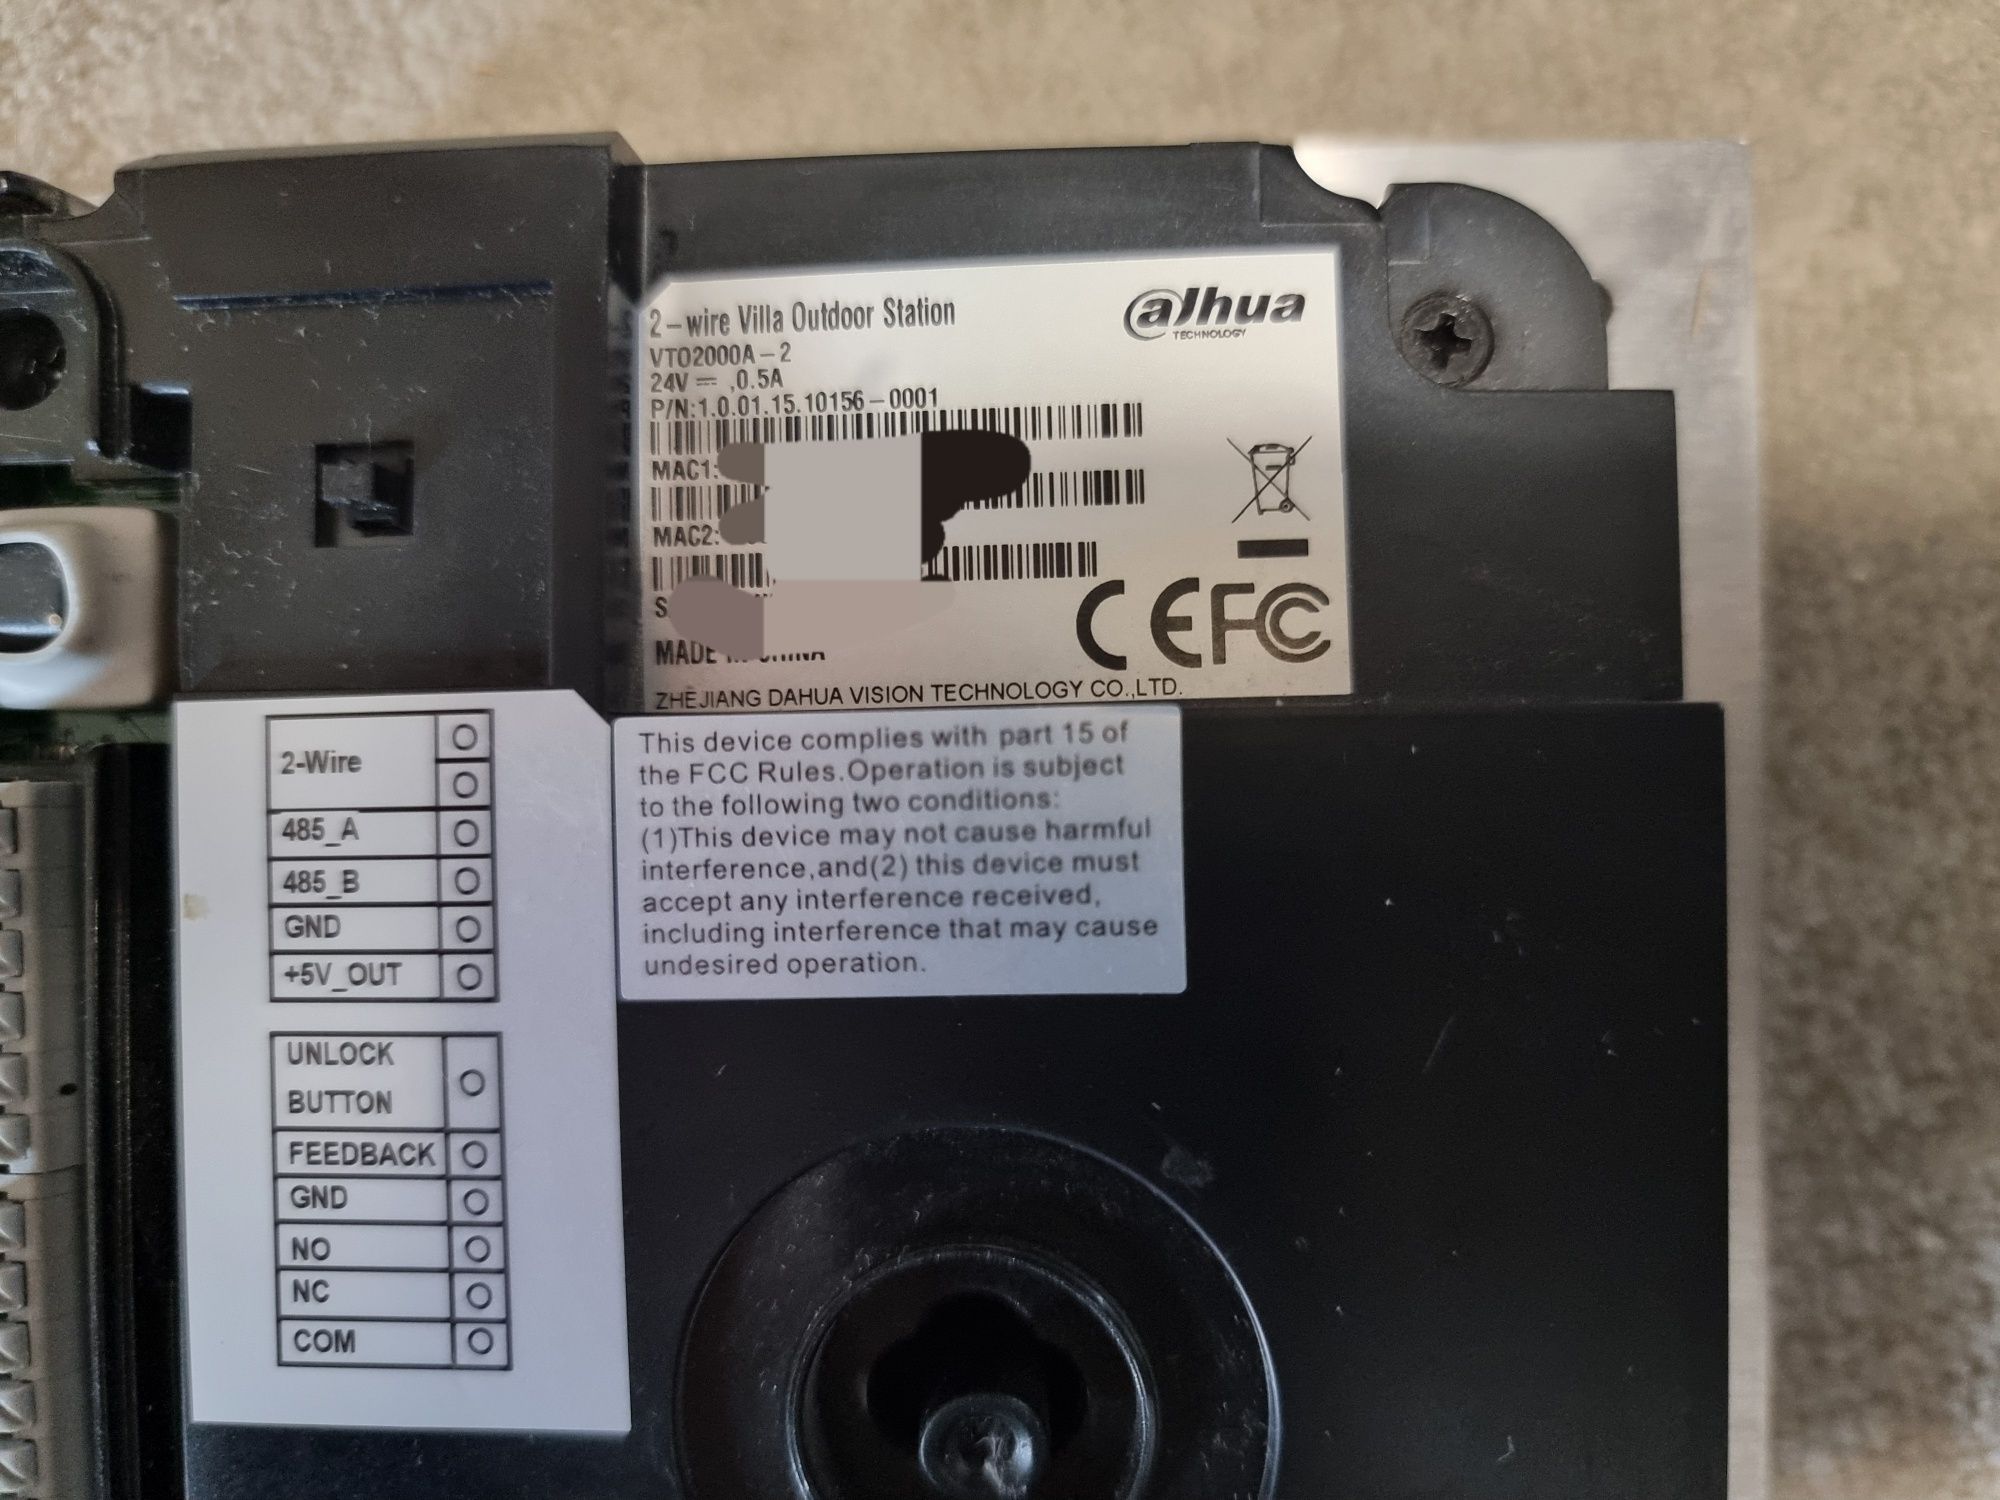 2-wire Villa Outdoor Station
alhua
TECHNOLOGY
VTO2000A-2
24V ⎓ ,0.5A
P/N:1.0.01.15.10156-0001
MAC1:
MAC2:
S
MADE
ZHEJIANG DAHUA VISION TECHNOLOGY CO.,LTD.
CE FC
This device complies with part 15 of
the FCC Rules.Operation is subject
to the following two conditions:
(1)This device may not cause harmful
interference,and(2) this device must
accept any interference received,
including interference that may cause
undesired operation.
2-Wire
485_A
485_B
GND
+5V_OUT
UNLOCK
BUTTON
FEEDBACK
GND
NO
NC
COM